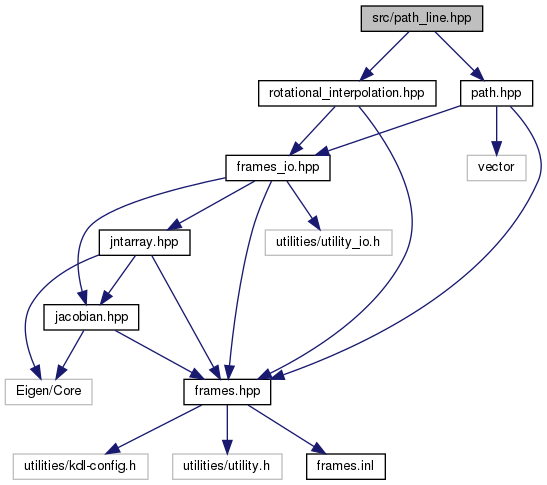 src/path_line.hpp
rotational_interpolation.hpp
path.hpp
frames_io.hpp
vector
jntarray.hpp
utilities/utility_io.h
jacobian.hpp
Eigen/Core
frames.hpp
utilities/kdl-config.h
utilities/utility.h
frames.inl